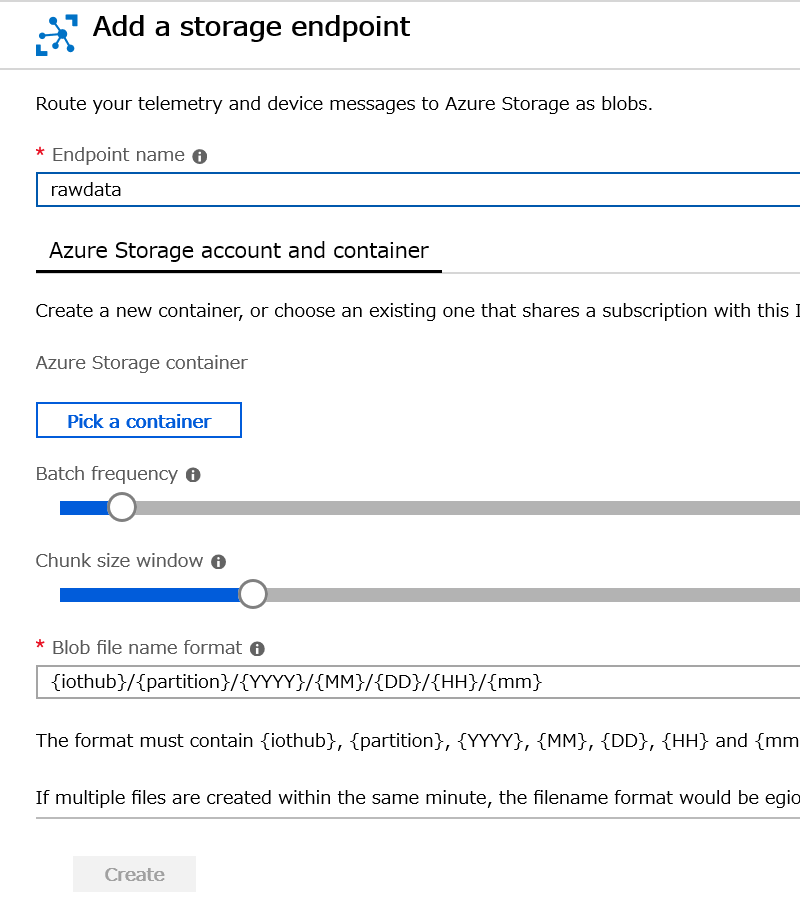 Add a storage endpoint
Route your telemetry and device messages to Azure Storage as blobs.
* Endpoint name
rawdata
Azure Storage account and container
Create a new container, or choose an existing one that shares a subscription with this I
Azure Storage container
Pick a container
Batch frequency
Chunk size window
* Blob file name format
{iothub}/{partition}/{YYYY}/{MM}/{DD}/{HH}/{mm}
The format must contain {iothub}, {partition}, {YYYY}, {MM}, {DD}, {HH} and {mm
If multiple files are created within the same minute, the filename format would be egio
Create